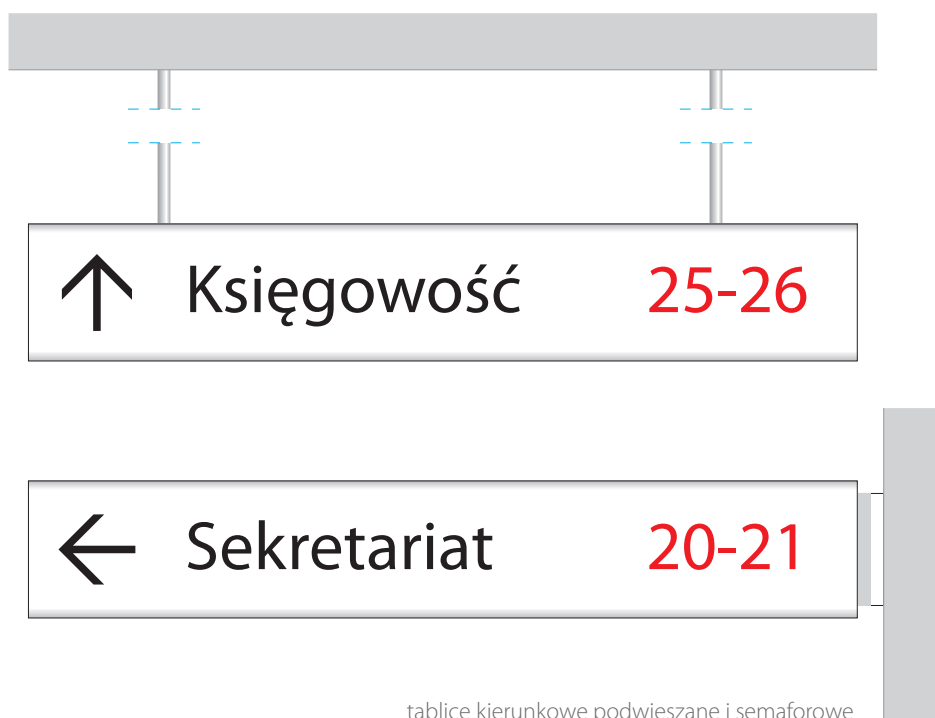 Księgowość 25-26
Sekretariat 20-21
tablice kierunkowe podwieszane i semaforowe